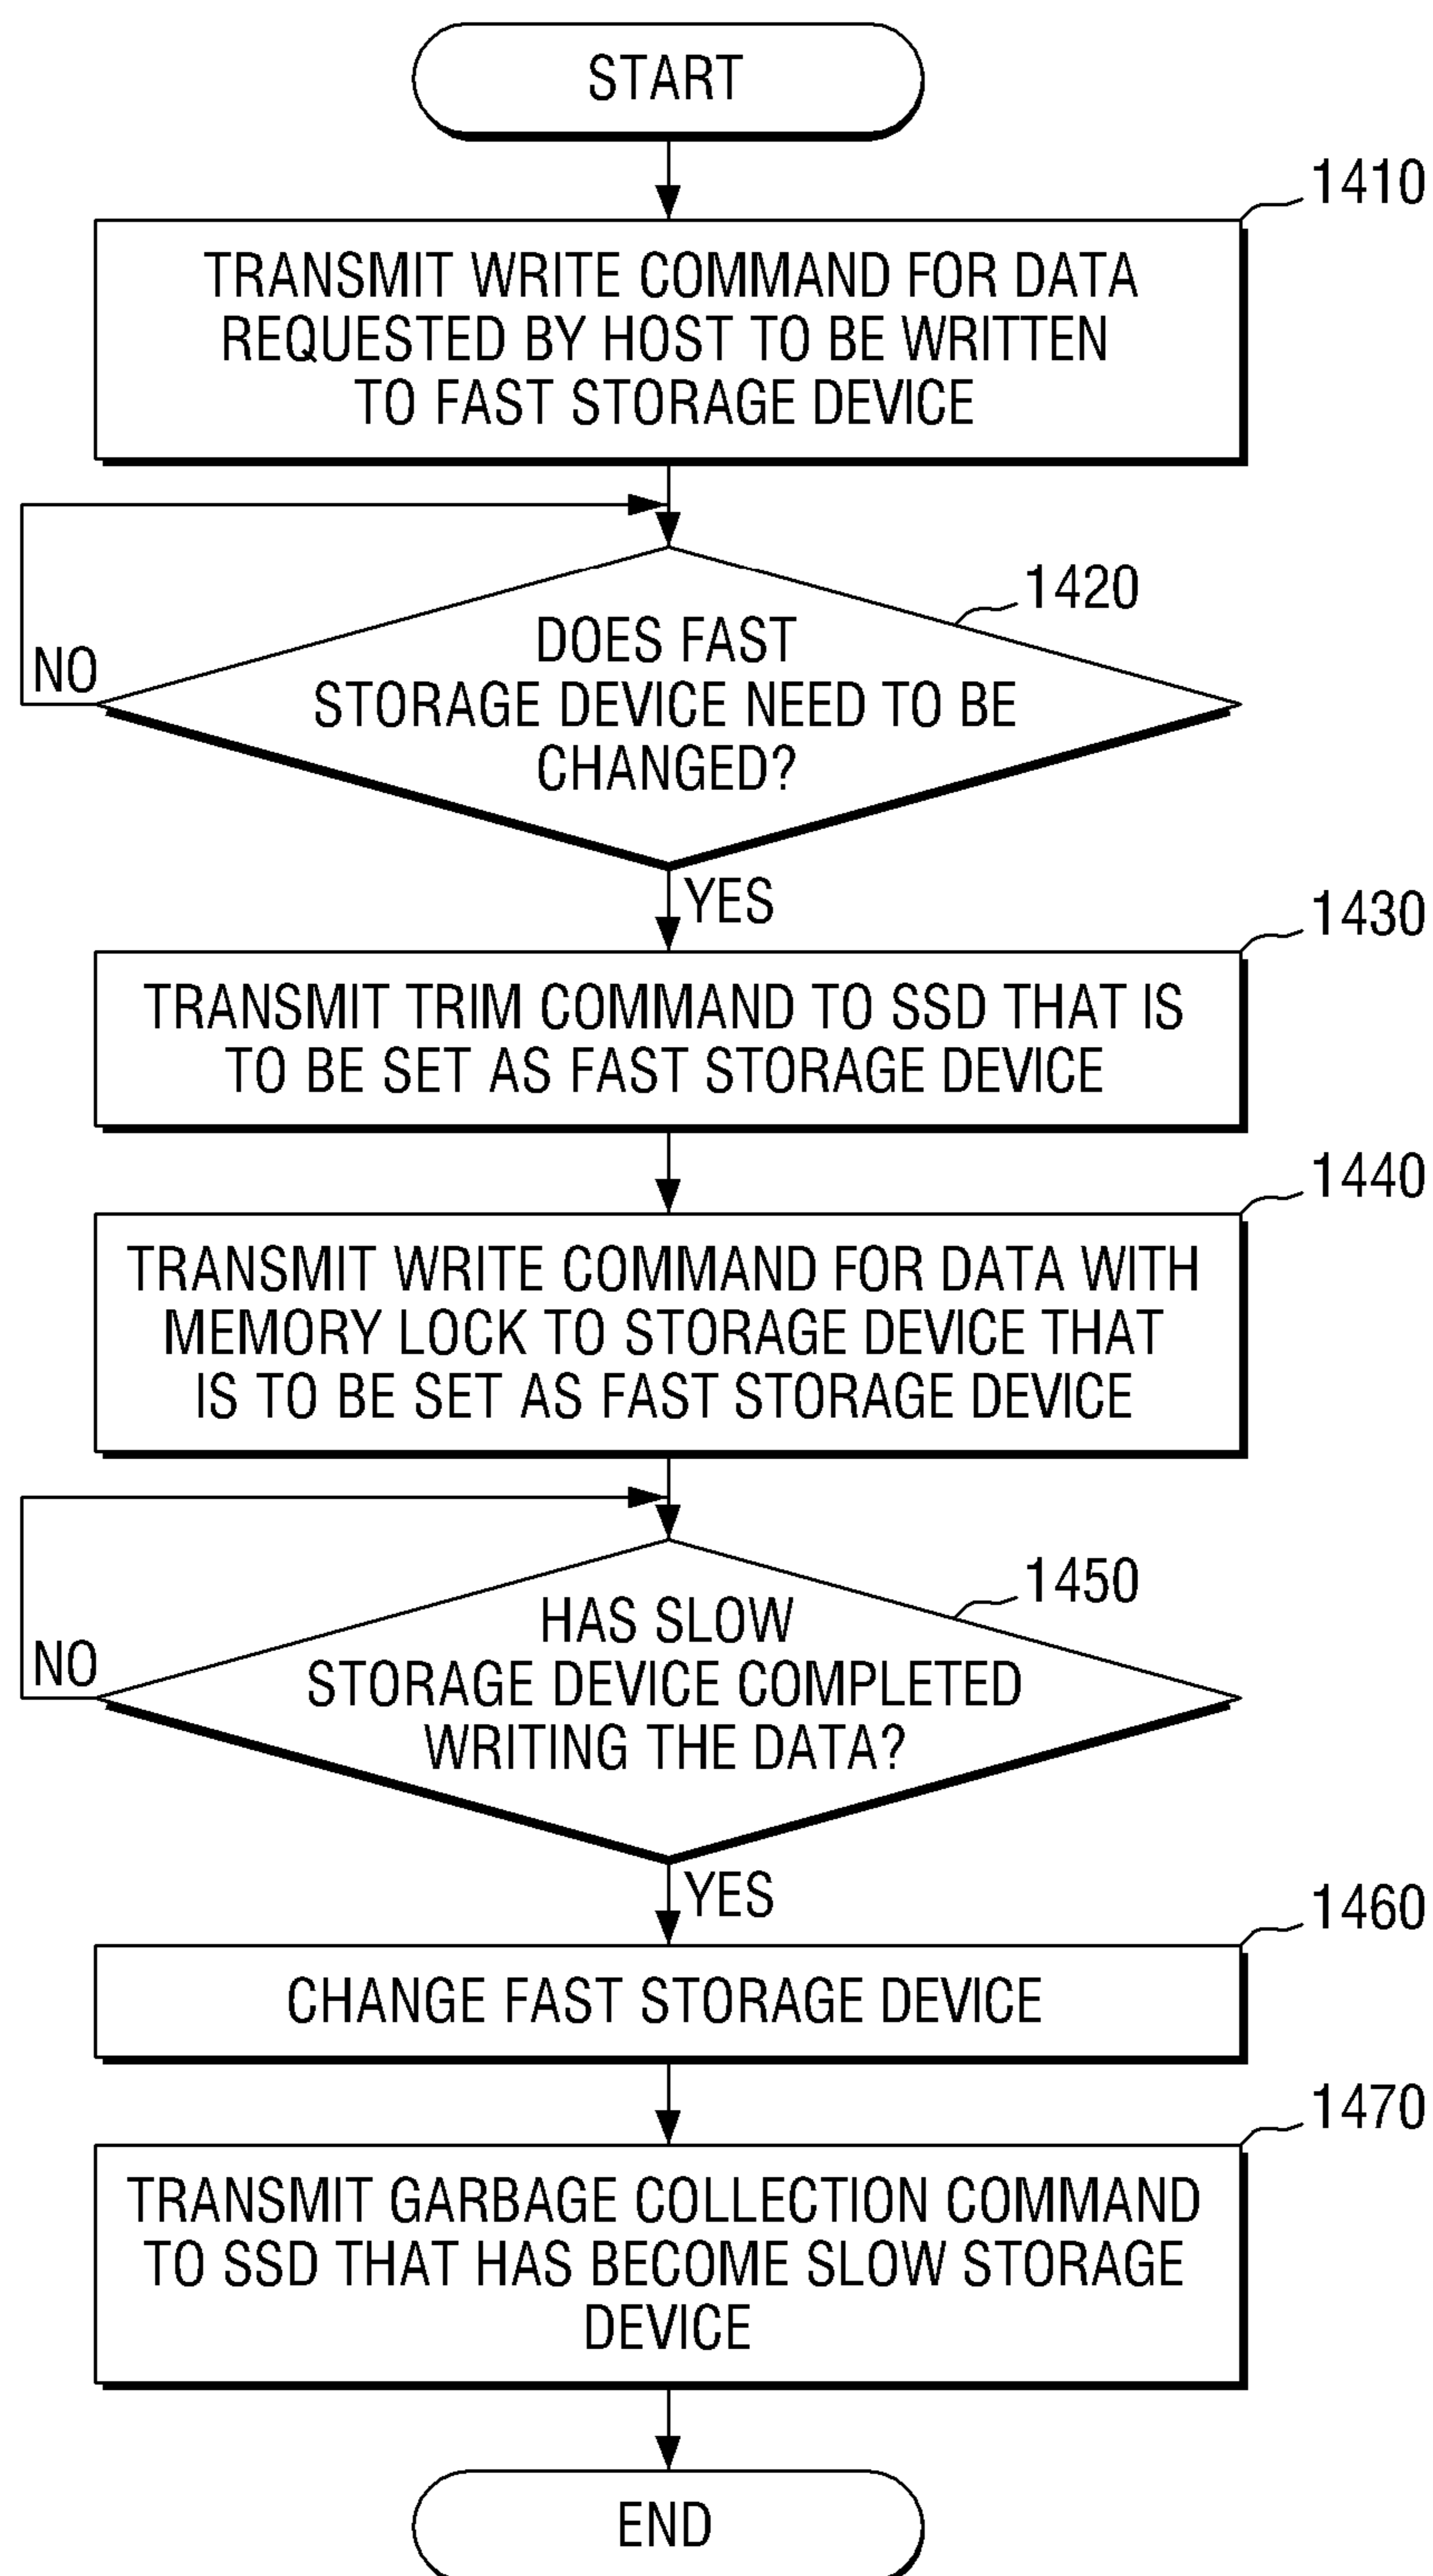 START
1410
TRANSMIT WRITE COMMAND FOR DATA
REQUESTED BY HOST TO BE WRITTEN
TO FAST STORAGE DEVICE
1420
DOES FAST
STORAGE DEVICE NEED TO BE
CHANGED?
NO
YES
1430
TRANSMIT TRIM COMMAND TO SSD THAT IS
TO BE SET AS FAST STORAGE DEVICE
1440
TRANSMIT WRITE COMMAND FOR DATA WITH
MEMORY LOCK TO STORAGE DEVICE THAT
IS TO BE SET AS FAST STORAGE DEVICE
1450
HAS SLOW
STORAGE DEVICE COMPLETED
WRITING THE DATA?
NO
YES
1460
CHANGE FAST STORAGE DEVICE
1470
TRANSMIT GARBAGE COLLECTION COMMAND
TO SSD THAT HAS BECOME SLOW STORAGE
DEVICE
END